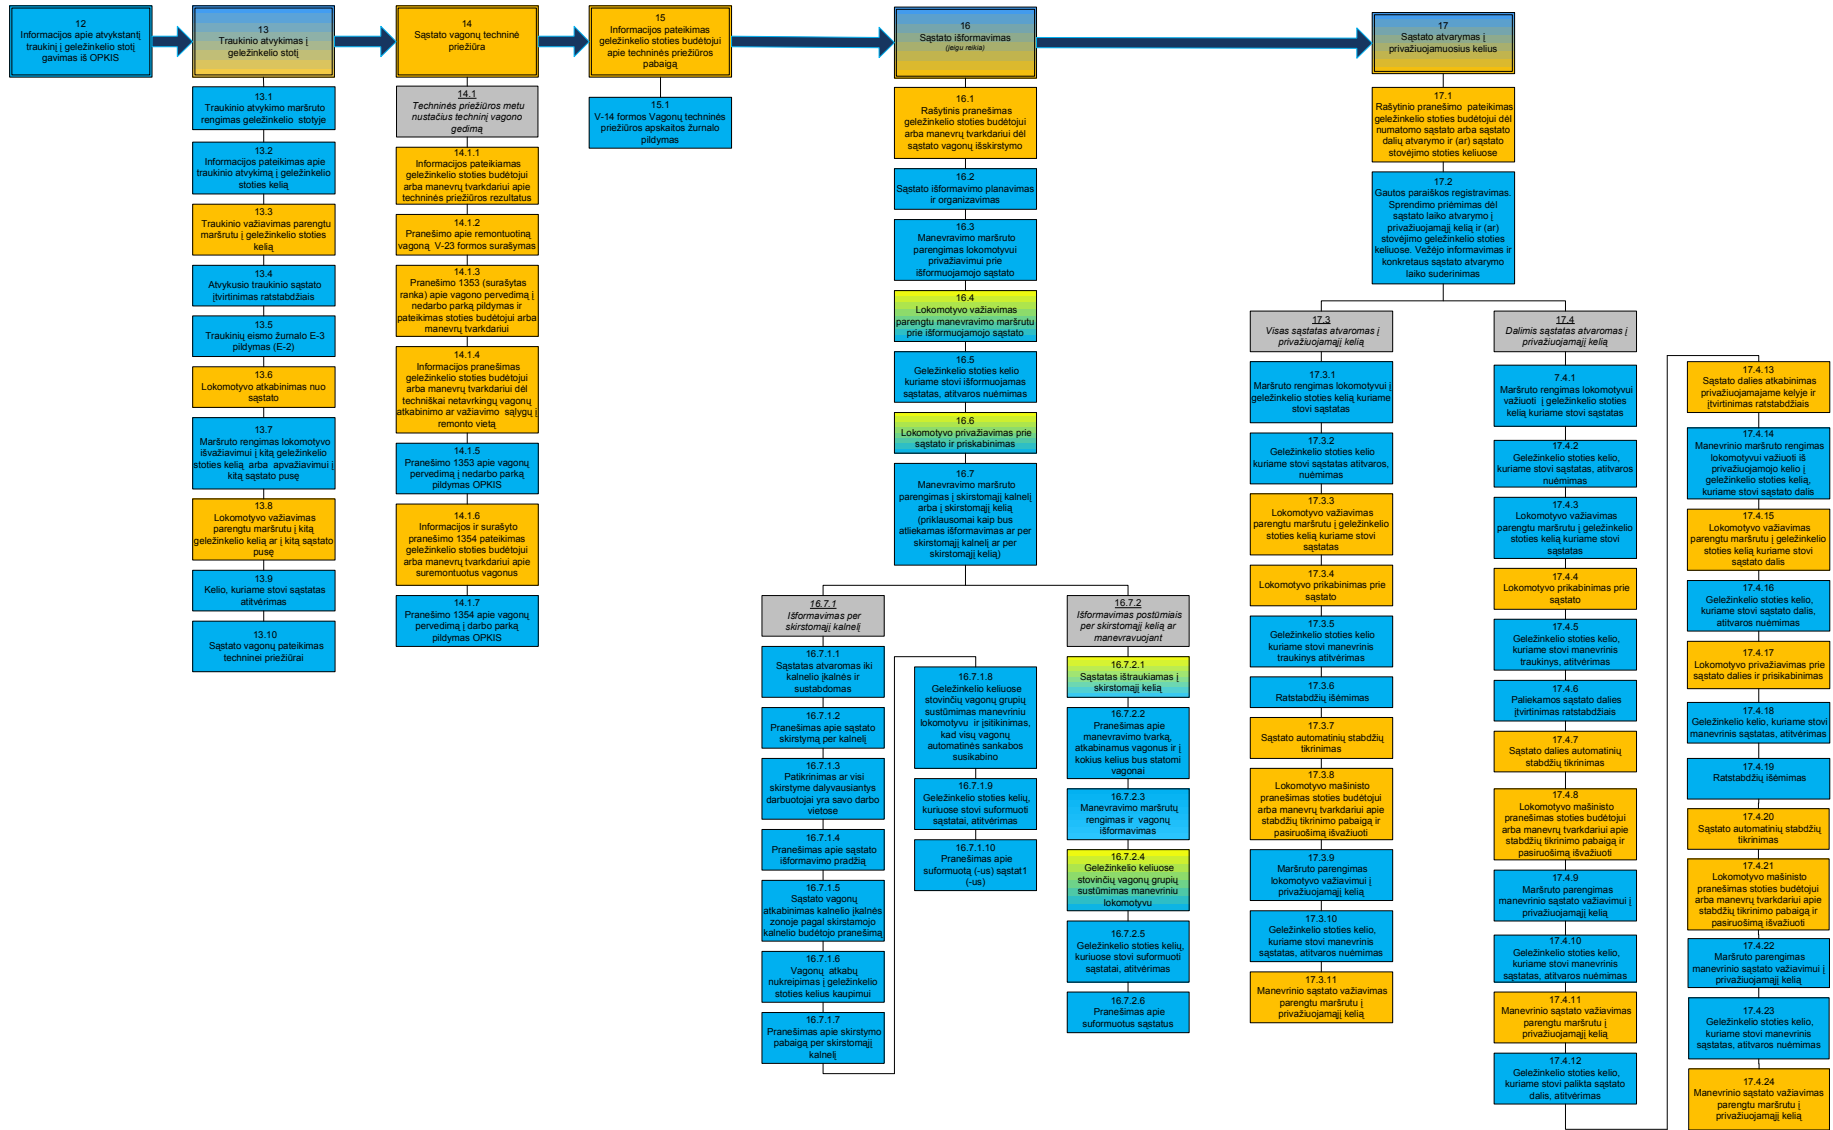 12
Informacijos apie atvykstantį
traukinį į geležinkelio stotį
gavimas iš OPKIS
13
Traukinio atvykimas į
geležinkelio stotį
14
Sąstato vagonų techninė
priežiūra
15
Informacijos pateikimas
geležinkelio stoties budėtojui
apie techninės priežiūros
pabaigą
16
Sąstato išformavimas
(jeigu reikia)
17
Sąstato atvarymas į
privažiuojamuosius kelius
13.1
Traukinio atvykimo maršruto
rengimas geležinkelio stotyje
13.2
Informacijos pateikimas apie
traukinio atvykimą į geležinkelio
stoties kelią
13.3
Traukinio važiavimas parengtu
maršrutu į geležinkelio stoties
kelią
13.4
Atvykusio traukinio sąstato
įtvirtinimas ratstabdžiais
13.5
Traukinių eismo žurnalo E-3
pildymas (E-2)
13.6
Lokomotyvo atkabinimas nuo
sąstato
13.7
Maršruto rengimas lokomotyvo
išvažiavimui į kitą geležinkelio
stoties kelią arba apvažiavimui į
kitą sąstato pusę
13.8
Lokomotyvo važiavimas
parengtu maršrutu į kitą
geležinkelio kelią ar į kitą sąstato
pusę
13.9
Kelio, kuriame stovi sąstatas
atitvėrimas
13.10
Sąstato vagonų pateikimas
techninei priežiūrai
14.1
Techninės priežiūros metu
nustačius techninį vagono
gedimą
14.1.1
Informacijos pateikiamas
geležinkelio stoties budėtojui
arba manevrų tvarkdariui apie
techninės priežiūros rezultatus
14.1.2
Pranešimo apie remontuotiną
vagoną V-23 formos surašymas
14.1.3
Pranešimo 1353 (surašytas
ranka) apie vagono pervedimą į
nedarbo parką pildymas ir
pateikimas stoties budėtojui arba
manevrų tvarkdariui
14.1.4
Informacijos pranešimas
geležinkelio stoties budėtojui
arba manevrų tvarkdariui dėl
techniškai netavrkingų vagonų
atkabinimo ar važiavimo sąlygų į
remonto vietą
14.1.5
Pranešimo 1353 apie vagonų
pervedimą į nedarbo parką
pildymas OPKIS
14.1.6
Informacijos ir surašyto
pranešimo 1354 pateikimas
geležinkelio stoties budėtojui
arba manevrų tvarkdariui apie
suremontuotus vagonus
14.1.7
Pranešimo 1354 apie vagonų
pervedimą į darbo parką
pildymas OPKIS
15.1
V-14 formos Vagonų techninės
priežiūros apskaitos žurnalo
pildymas
16.1
Rašytinis pranešimas
geležinkelio stoties budėtojui
arba manevrų tvarkdariui dėl
sąstato vagonų išskirstymo
16.2
Sąstato išformavimo planavimas
ir organizavimas
16.3
Manevravimo maršruto
parengimas lokomotyvui
privažiavimui prie
išformuojamojo sąstato
16.4
Lokomotyvo važiavimas
parengtu manevravimo maršrutu
prie išformuojamojo sąstato
16.5
Geležinkelio stoties kelio
kuriame stovi išformuojamas
sąstatas, atitvaros nuėmimas
16.6
Lokomotyvo privažiavimas prie
sąstato ir priskabinimas
16.7
Manevravimo maršruto
parengimas į skirstomąjį kalnelį
arba į skirstomąjį kelią
(priklausomai kaip bus
atliekamas išformavimas ar per
skirstomąjį kalnelį ar per
skirstomąjį kelią)
16.7.1
Išformavimas per
skirstomąjį kalnelį
16.7.1.1
Sąstatas atvaromas iki
kalnelio įkalnės ir
sustabdomas
16.7.1.2
Pranešimas apie sąstato
skirstymą per kalnelį
16.7.1.3
Patikrinimas ar visi
skirstyme dalyvausiantys
darbuotojai yra savo darbo
vietose
16.7.1.4
Pranešimas apie sąstato
išformavimo pradžią
16.7.1.5
Sąstato vagonų
atkabinimas kalnelio įkalnės
zonoje pagal skirstamojo
kalnelio budėtojo pranešimą
16.7.1.6
Vagonų atkabų
nukreipimas į geležinkelio
stoties kelius kaupimui
16.7.1.7
Pranešimas apie skirstymo
pabaigą per skirstomąjį
kalnelį
16.7.1.8
Geležinkelio keliuose
stovinčių vagonų grupių
sustūmimas manevriniu
lokomotyvu ir įsitikinimas,
kad visų vagonų
automatinės sankabos
susikabino
16.7.1.9
Geležinkelio stoties kelių,
kuriuose stovi suformuoti
sąstatai, atitvėrimas
16.7.1.10
Pranešimas apie
suformuotą (-us) sąstat1
(-us)
16.7.2
Išformavimas postūmiais
per skirstomąjį kelią ar
manevravuojant
16.7.2.1
Sąstatas ištraukiamas į
skirstomąjį kelią
16.7.2.2
Pranešimas apie
manevravimo tvarką,
atkabinamus vagonus ir į
kokius kelius bus statomi
vagonai
16.7.2.3
Manevravimo maršrutų
rengimas ir vagonų
išformavimas
16.7.2.4
Geležinkelio keliuose
stovinčių vagonų grupių
sustūmimas manevriniu
lokomotyvu
16.7.2.5
Geležinkelio stoties kelių,
kuriuose stovi suformuoti
sąstatai, atitvėrimas
16.7.2.6
Pranešimas apie
suformuotus sąstatus
17.1
Rašytinio pranešimo pateikimas
geležinkelio stoties budėtojui dėl
numatomo sąstato arba sąstato
dalių atvarymo ir (ar) sąstato
stovėjimo stoties keliuose
17.2
Gautos paraiškos registravimas.
Sprendimo priėmimas dėl
sąstato laiko atvarymo į
privažiuojamąjį kelią ir (ar)
stovėjimo geležinkelio stoties
keliuose. Vežėjo informavimas ir
konkretaus sąstato atvarymo
laiko suderinimas
17.3
Visas sąstatas atvaromas į
privažiuojamąjį kelią
17.3.1
Maršruto rengimas lokomotyvui į
geležinkelio stoties kelią kuriame
stovi sąstatas
17.3.2
Geležinkelio stoties kelio
kuriame stovi sąstatas atitvaros,
nuėmimas
17.3.3
Lokomotyvo važiavimas
parengtu maršrutu į geležinkelio
stoties kelią kuriame stovi
sąstatas
17.3.4
Lokomotyvo prikabinimas prie
sąstato
17.3.5
Geležinkelio stoties kelio
kuriame stovi manevrinis
traukinys atitvėrimas
17.3.6
Ratstabdžių išėmimas
17.3.7
Sąstato automatinių stabdžių
tikrinimas
17.3.8
Lokomotyvo mašinisto
pranešimas stoties budėtojui
arba manevrų tvarkdariui apie
stabdžių tikrinimo pabaigą ir
pasiruošimą išvažiuoti
17.3.9
Maršruto parengimas
lokomotyvo važiavimui į
privažiuojamąjį kelią
17.3.10
Geležinkelio stoties kelio,
kuriame stovi manevrinis
sąstatas, atitvaros nuėmimas
17.3.11
Manevrinio sąstato važiavimas
parengtu maršrutu į
privažiuojamąjį kelią
17.4
Dalimis sąstatas atvaromas į
privažiuojamąjį kelią
7.4.1
Maršruto rengimas lokomotyvui
važiuoti į geležinkelio stoties
kelią kuriame stovi sąstatas
17.4.2
Geležinkelio stoties kelio,
kuriame stovi sąstatas, atitvaros
nuėmimas
17.4.3
Lokomotyvo važiavimas
parengtu maršrutu į geležinkelio
stoties kelią kuriame stovi
sąstatas
17.4.4
Lokomotyvo prikabinimas prie
sąstato
17.4.5
Geležinkelio stoties kelio,
kuriame stovi manevrinis
traukinys, atitvėrimas
17.4.6
Paliekamos sąstato dalies
įtvirtinimas ratstabdžiais
17.4.7
Sąstato dalies automatinių
stabdžių tikrinimas
17.4.8
Lokomotyvo mašinisto
pranešimas stoties budėtojui
arba manevrų tvarkdariui apie
stabdžių tikrinimo pabaigą ir
pasiruošimą išvažiuoti
17.4.9
Maršruto parengimas
manevrinio sąstato važiavimui į
privažiuojamąjį kelią
17.4.10
Geležinkelio stoties kelio,
kuriame stovi manevrinis
sąstatas, atitvaros nuėmimas
17.4.11
Manevrinio sąstato važiavimas
parengtu maršrutu į
privažiuojamąjį kelią
17.4.12
Geležinkelio stoties kelio,
kuriame stovi palikta sąstato
dalis, atitvėrimas
17.4.13
Sąstato dalies atkabinimas
privažiuojamajame kelyje ir
įtvirtinimas ratstabdžiais
17.4.14
Manevrinio maršruto rengimas
lokomotyvui važiuoti iš
privažiuojamojo kelio į
geležinkelio stoties kelią,
kuriame stovi sąstato dalis
17.4.15
Lokomotyvo važiavimas
parengtu maršrutu į geležinkelio
stoties kelią kuriame stovi
sąstato dalis
17.4.16
Geležinkelio stoties kelio,
kuriame stovi sąstato dalis,
atitvaros nuėmimas
17.4.17
Lokomotyvo privažiavimas prie
sąstato dalies ir prisikabinimas
17.4.18
Geležinkelio kelio, kuriame stovi
manevrinis sąstatas, atitvėrimas
17.4.19
Ratstabdžių išėmimas
17.4.20
Sąstato automatinių stabdžių
tikrinimas
17.4.21
Lokomotyvo mašinisto
pranešimas stoties budėtojui
arba manevrų tvarkdariui apie
stabdžių tikrinimo pabaigą ir
pasiruošimą išvažiuoti
17.4.22
Maršruto parengimas
manevrinio sąstato važiavimui į
privažiuojamąjį kelią
17.4.23
Geležinkelio stoties kelio,
kuriame stovi manevrinis
sąstatas, atitvaros nuėmimas
17.4.24
Manevrinio sąstato važiavimas
parengtu maršrutu į
privažiuojamąjį kelią